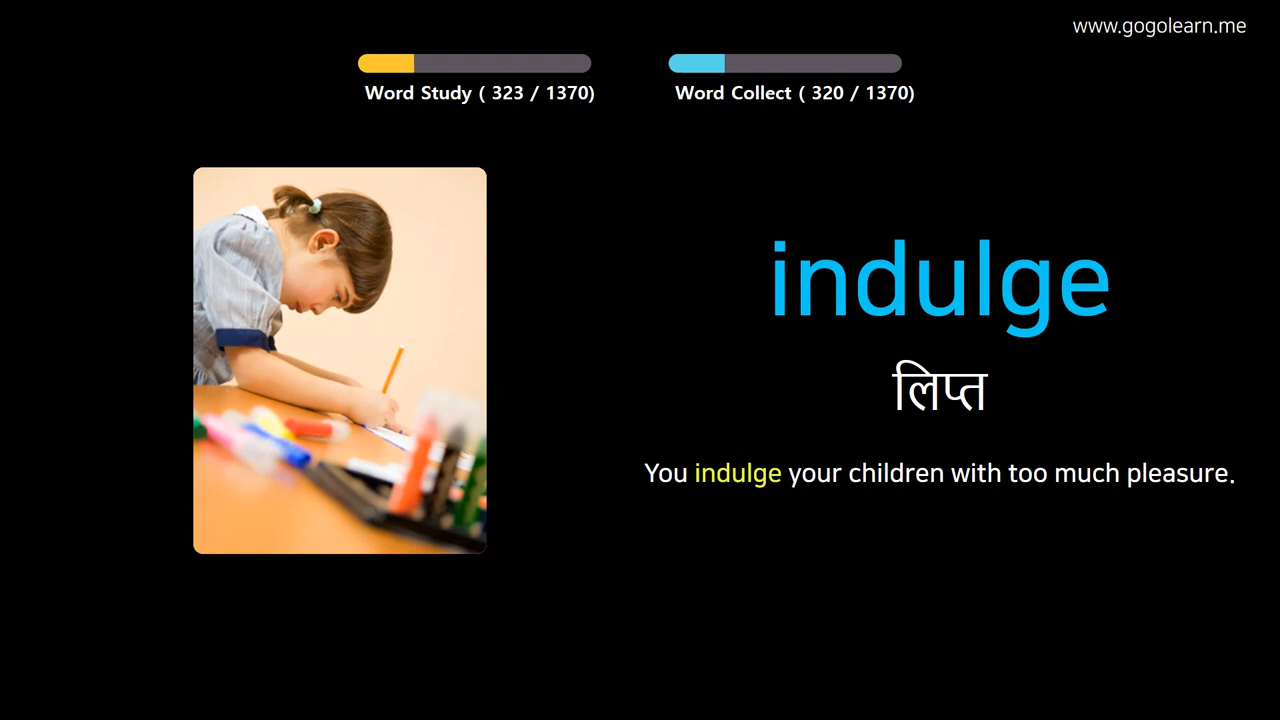 www.gogolearn.me
Word Study ( 323 / 1370)
Word Collect ( 320 / 1370)
indulge
लिप्त
You indulge your children with too much pleasure.